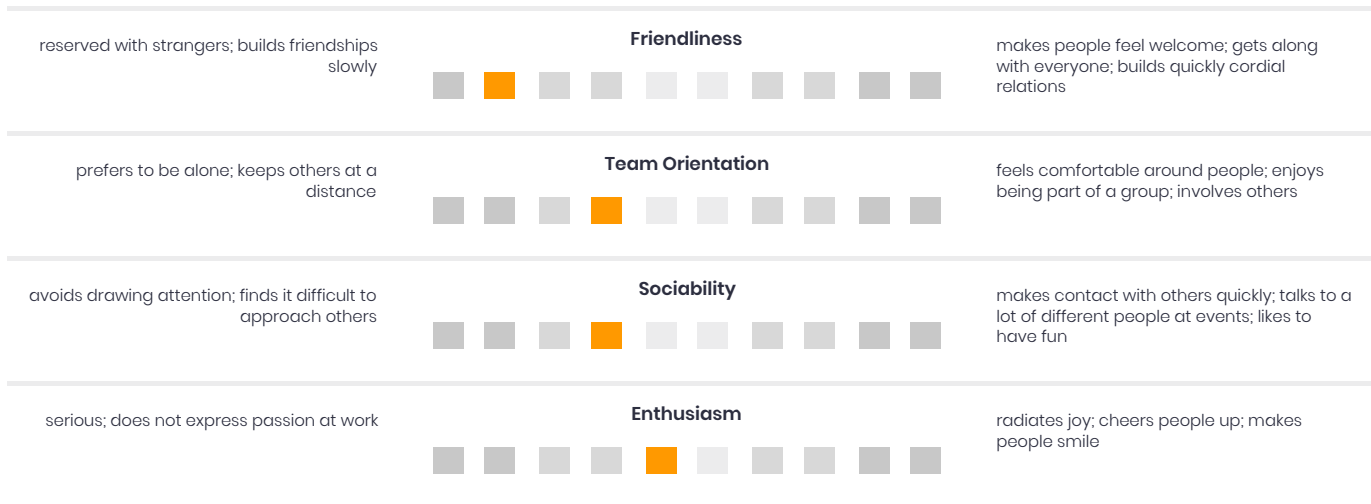 Friendliness
reserved with strangers; builds friendships
slowly
makes people feel welcome; gets along
with everyone; builds quickly cordial
relations
Team Orientation
prefers to be alone; keeps others at a
distance
feels comfortable around people; enjoys
being part of a group; involves others
Sociability
avoids drawing attention; finds it difficult to
approach others
makes contact with others quickly; talks to a
lot of different people at events; likes to
have fun
Enthusiasm
serious; does not express passion at work
radiates joy; cheers people up; makes
people smile